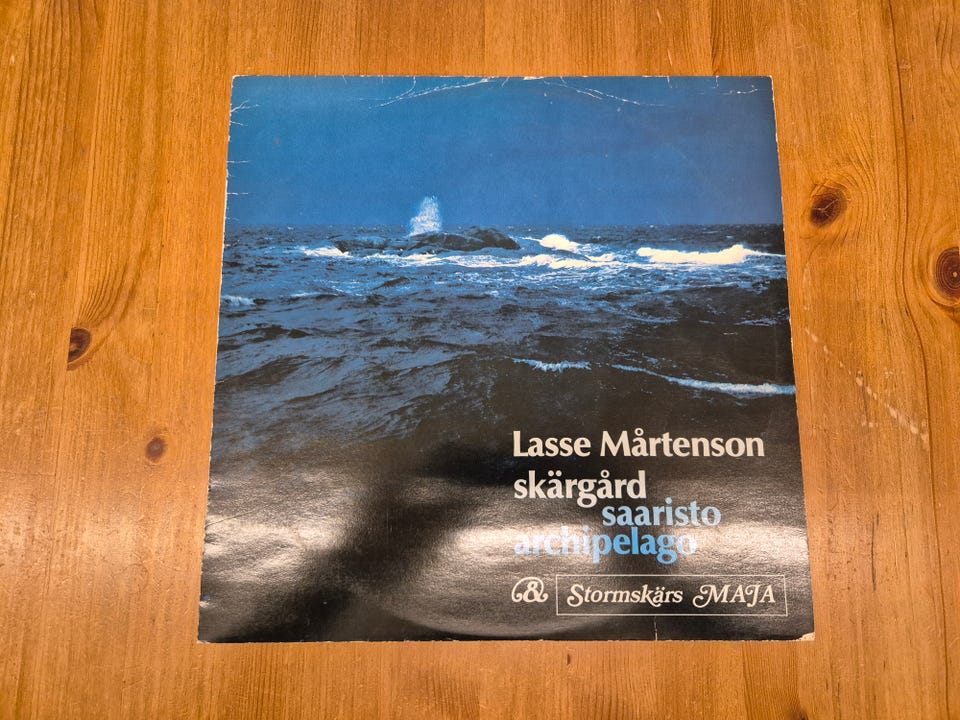 Lasse Mårtenson
skärgård
saaristo
archipelago
& Stormskärs MAJA